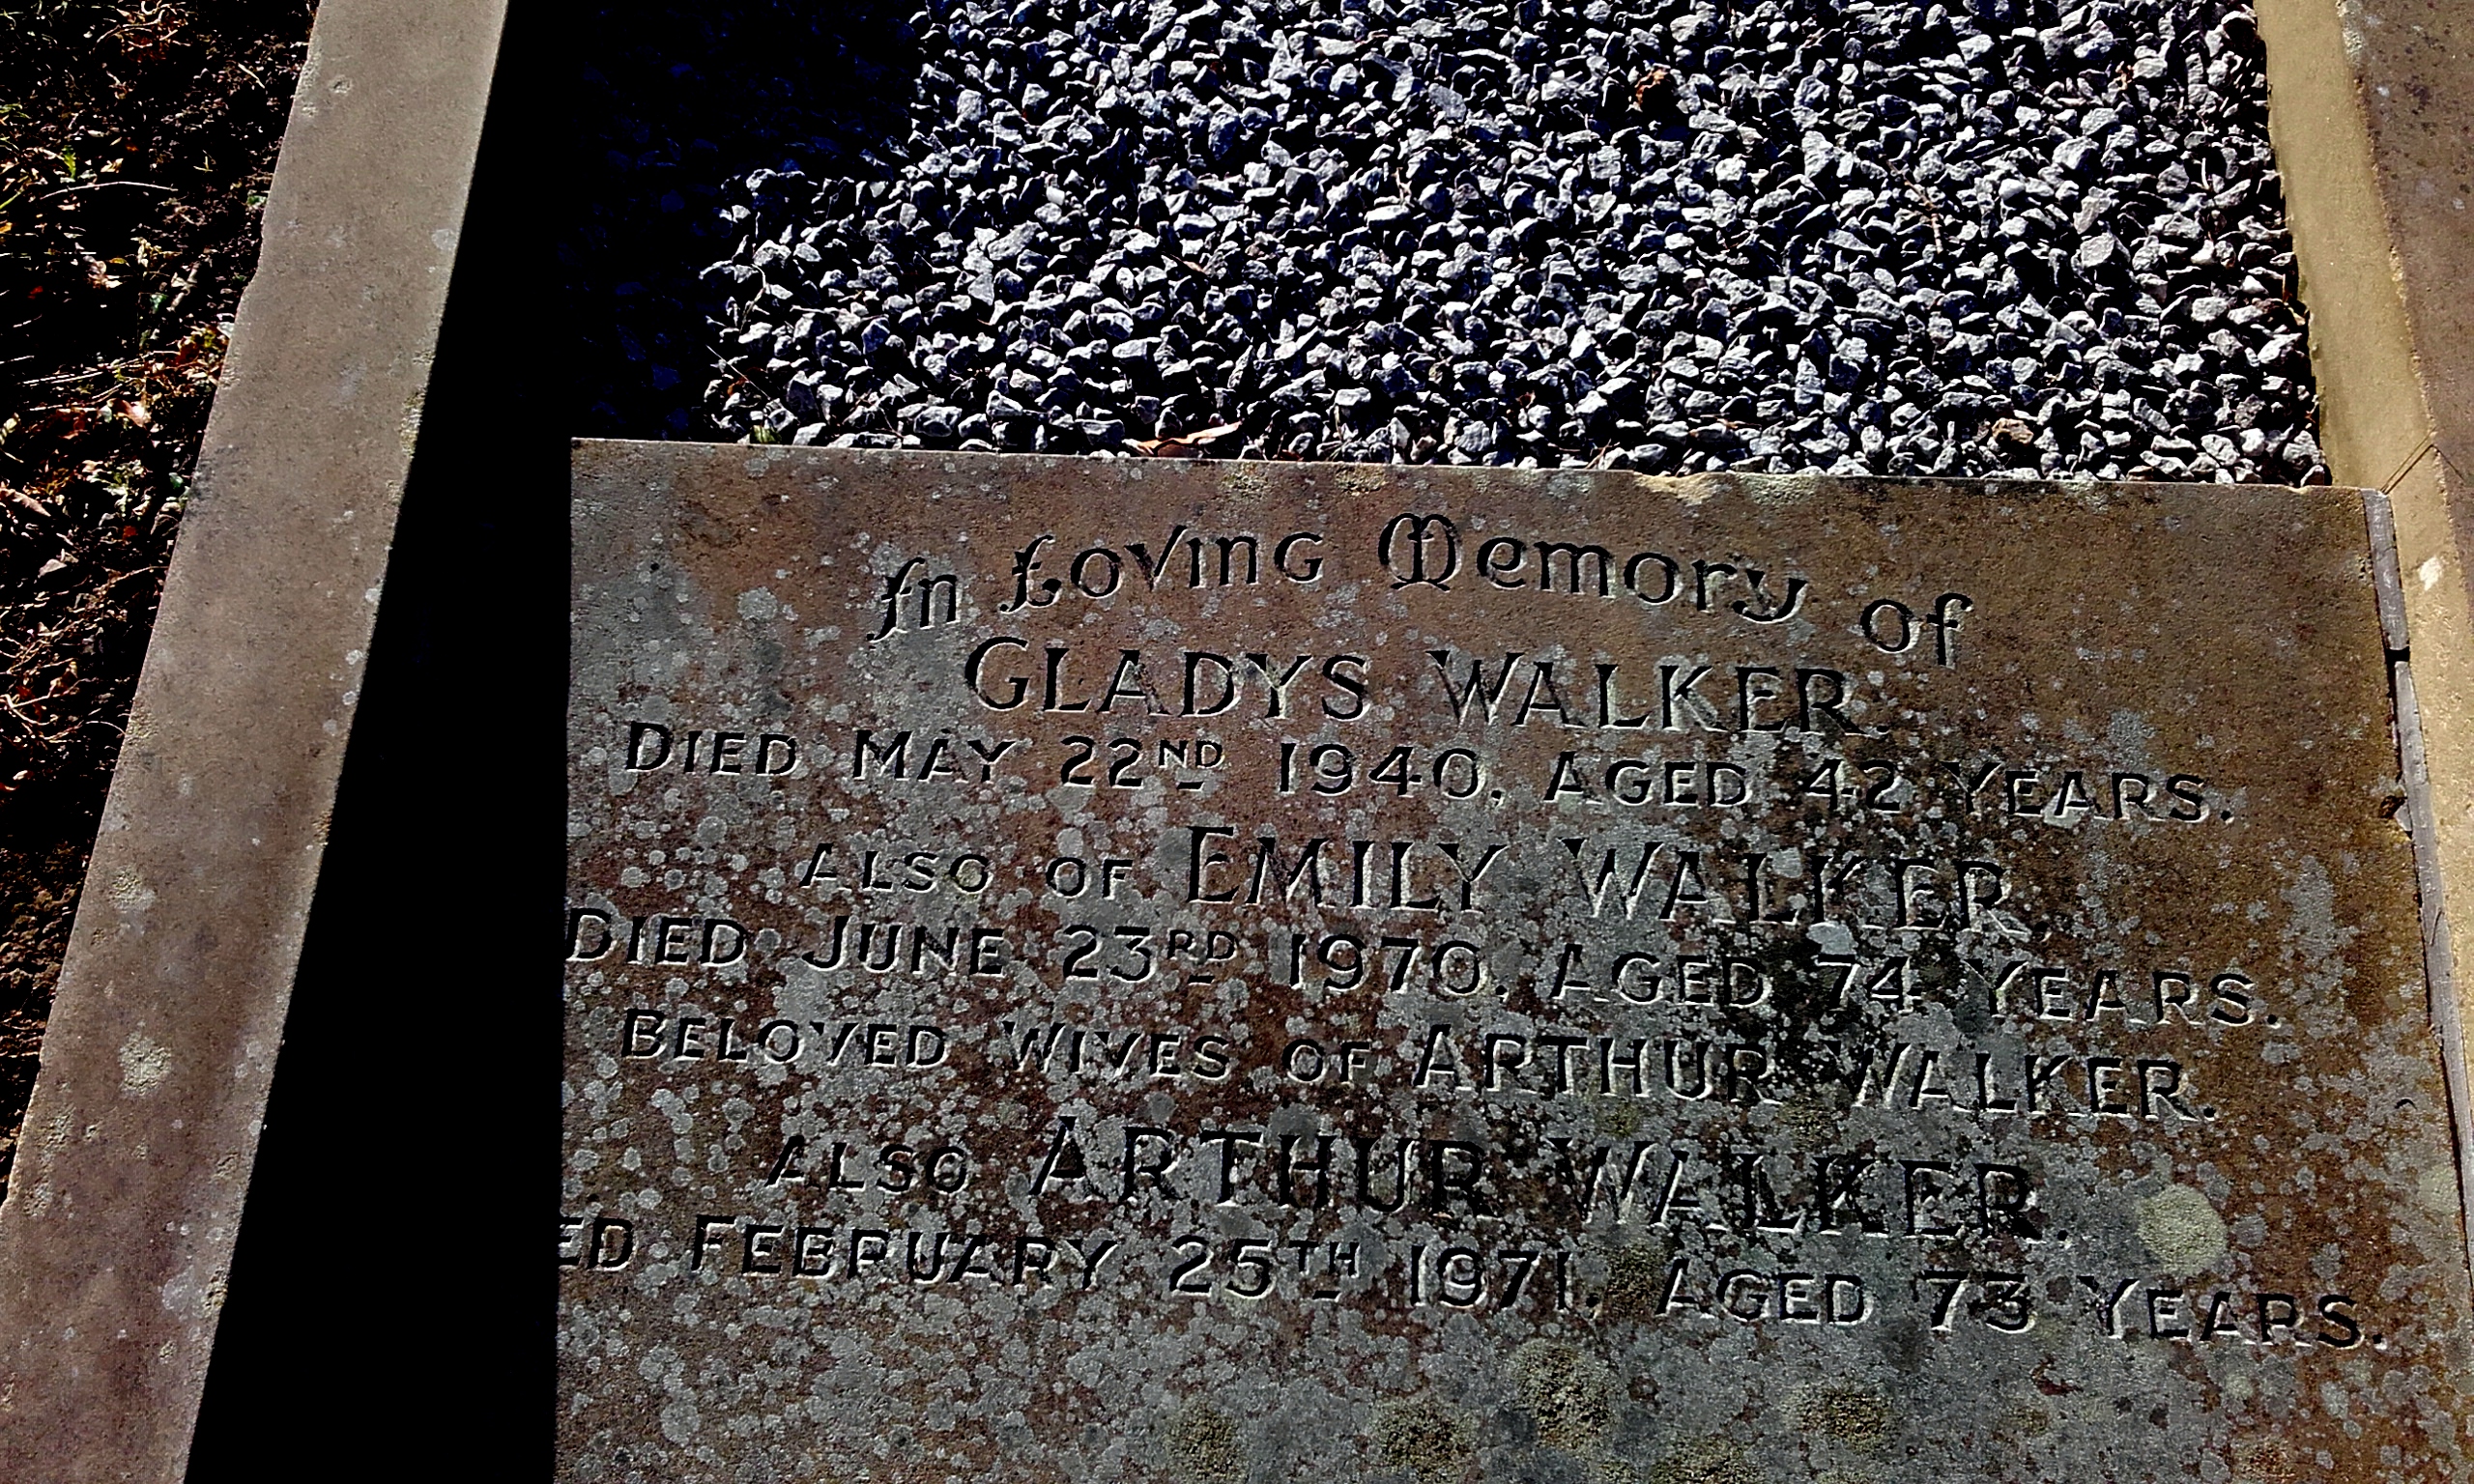 In Loving Memory of
GLADYS WALKER.
DIED MAY 22ND 1940, AGED 42 YEARS.
ALSO OF EMILY WALKER,
DIED JUNE 23RD 1970, AGED 74 YEARS.
BELOVED WIVES OF ARTHUR WALKER.
ALSO ARTHUR WALKER.
ED FEBRUARY 25TH 1971, AGED 73 YEARS.